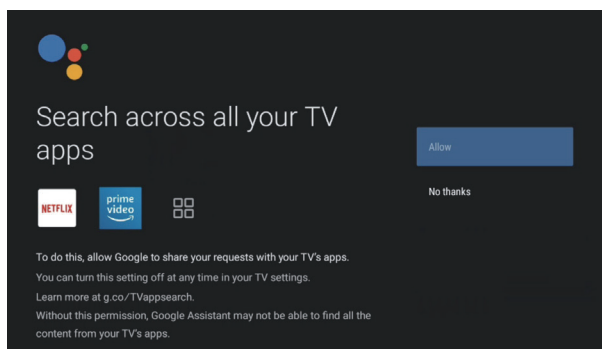 Search across all your TV
apps
Allow
No thanks
NETFLIX
prime
video
To do this, allow Google to share your requests with your TV's apps.
You can turn this setting off at any time in your TV settings.
Learn more at g.co/TVappsearch.
Without this permission, Google Assistant may not be able to find all the
content from your TV's apps.